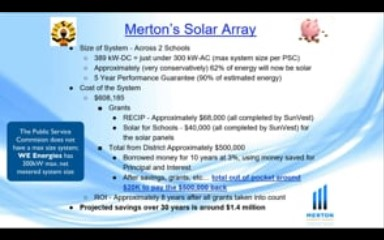 Merton's Solar Array
Size of System - Across 2 Schools
389 kW-DC = just under 300 kW-AC (max system size per PSC)
Approximately (very conservatively) 62% of energy will now be solar
5 Year Performance Guarantee (90% of estimated energy)
Cost of the System
$608,185
Grants
RECIP - Approximately $68,000 (all completed by SunVest)
Solar for Schools - $40,000 (all completed by SunVest) for
the solar panels
Total from District Approximately $500,000
Borrowed money for 10 years at 3%, using money saved for
Principal and Interest
After savings, grants, etc... total out of pocket around
$20K to pay the $500,000 back
ROI - Approximately 8 years after all grants taken into count
Projected savings over 30 years is around $1.4 million
The Public Service
Commission does not
have a max size system;
WE Energies has
300kW max. net
metered system size
MERTON